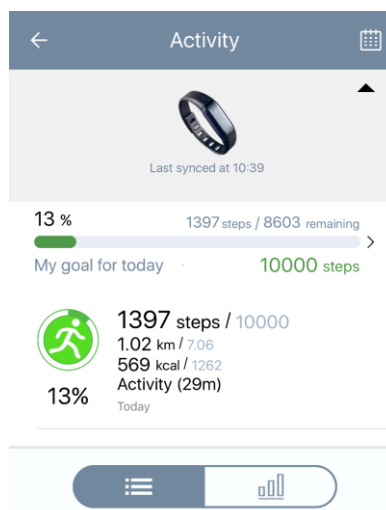 Activity
Last synced at 10:39
13 %
1397 steps / 8603 remaining
My goal for today
10000 steps
1397 steps / 10000
1.02 km / 7.06
569 kcal / 1262
Activity (29m)
13%
Today